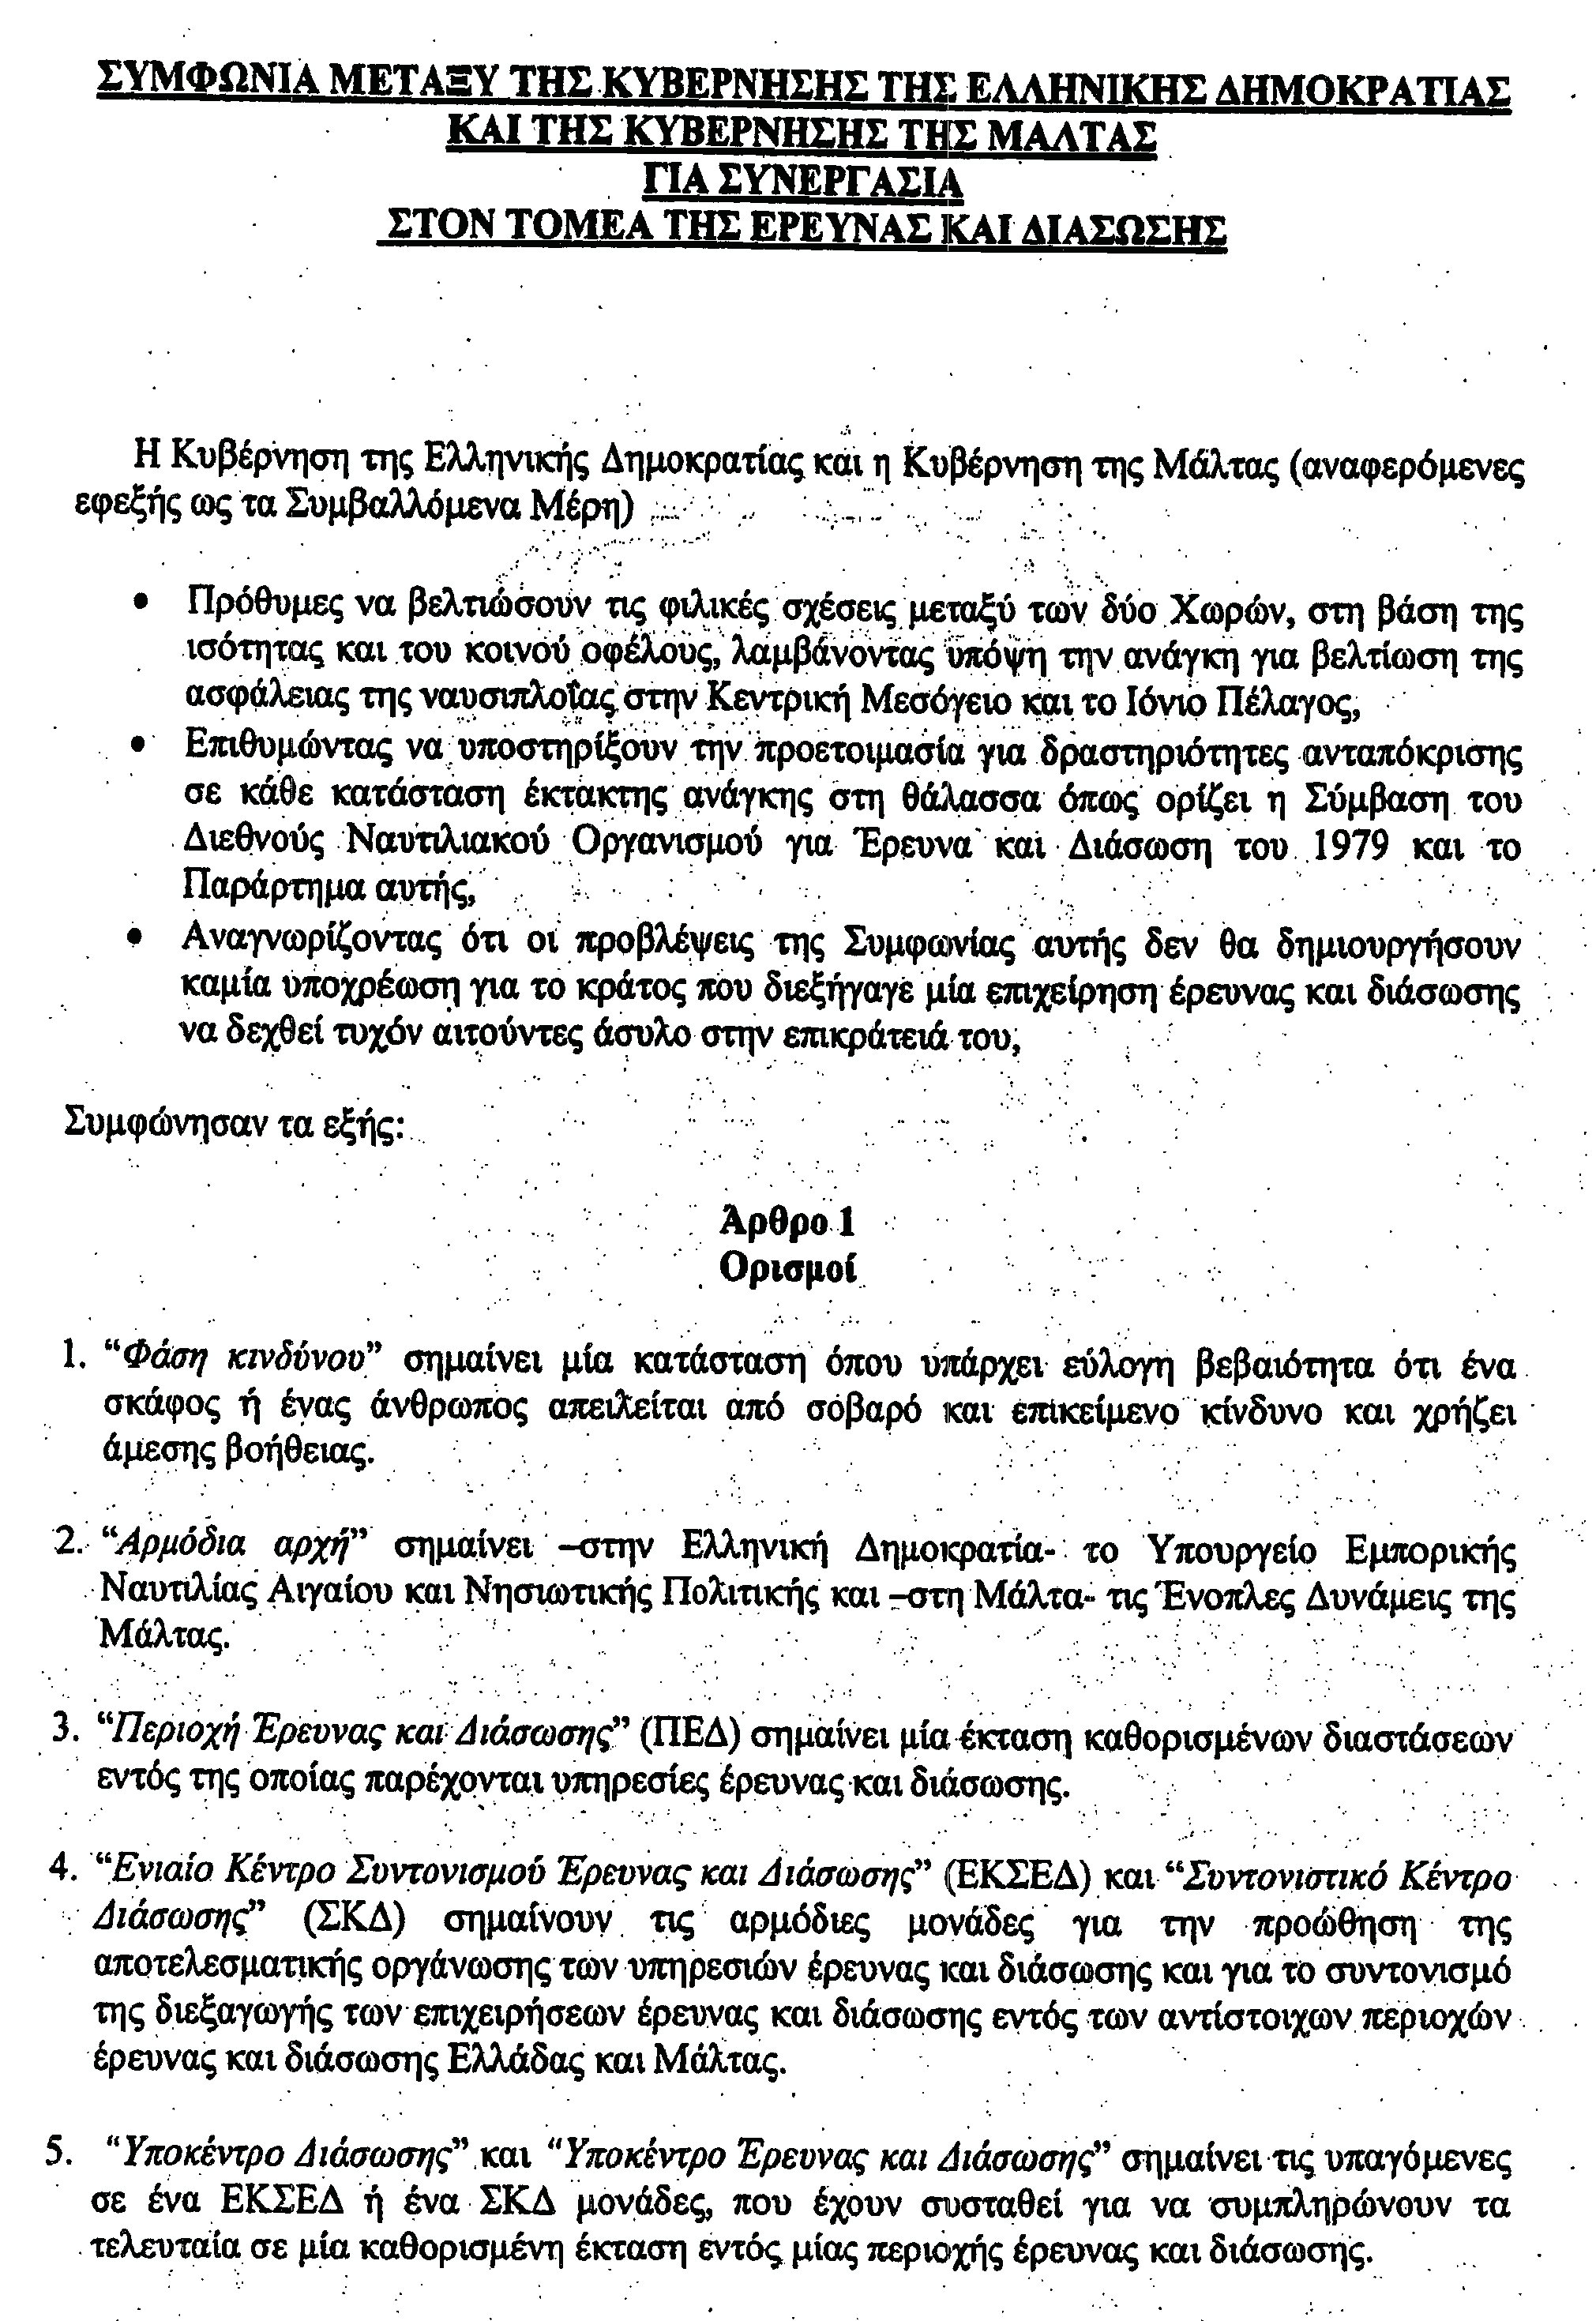 ΣΥΜΦΩΝΙΑ ΜΕΤΑΞΥ ΤΗΣ ΚΥΒΕΡΝΗΣΗΣ ΤΗΣ ΕΛΛΗΝΙΚΗΣ ΔΗΜΟΚΡΑΤΙΑΣ
ΚΑΙ ΤΗΣ ΚΥΒΕΡΝΗΣΗΣ ΤΗΣ ΜΑΛΤΑΣ
ΓΙΑ ΣΥΝΕΡΓΑΣΙΑ
ΣΤΟΝ ΤΟΜΕΑ ΤΗΣ ΕΡΕΥΝΑΣ ΚΑΙ ΔΙΑΣΩΣΗΣ
Η Κυβέρνηση της Ελληνικής Δημοκρατίας και η Κυβέρνηση της Μάλτας (αναφερόμενες
εφεξής ως τα Συμβαλλόμενα Μέρη)
• Πρόθυμες να βελτιώσουν τις φιλικές σχέσεις μεταξύ των δύο Χωρών, στη βάση της
ισότητας και του κοινού οφέλους, λαμβάνοντας υπόψη την ανάγκη για βελτίωση της
ασφάλειας της ναυσιπλοΐας στην Κεντρική Μεσόγειο και το Ιόνιο Πέλαγος,
• Επιθυμώντας να υποστηρίξουν την προετοιμασία για δραστηριότητες ανταπόκρισης
σε κάθε κατάσταση έκτακτης ανάγκης στη θάλασσα όπως ορίζει η Σύμβαση του
Διεθνούς Ναυτιλιακού Οργανισμού για Έρευνα και Διάσωση του 1979 και το
Παράρτημα αυτής,
• Αναγνωρίζοντας ότι οι προβλέψεις της Συμφωνίας αυτής δεν θα δημιουργήσουν
καμία υποχρέωση για το κράτος που διεξήγαγε μία επιχείρηση έρευνας και διάσωσης
να δεχθεί τυχόν αιτούντες άσυλο στην επικράτειά του,
Συμφώνησαν τα εξής:
Άρθρο 1
Ορισμοί
1. “Φάση κινδύνου” σημαίνει μία κατάσταση όπου υπάρχει εύλογη βεβαιότητα ότι ένα
σκάφος ή ένας άνθρωπος απειλείται από σοβαρό και επικείμενο κίνδυνο και χρήζει
άμεσης βοήθειας.
2. “Αρμόδια αρχή” σημαίνει –στην Ελληνική Δημοκρατία- το Υπουργείο Εμπορικής
Ναυτιλίας Αιγαίου και Νησιωτικής Πολιτικής και –στη Μάλτα- τις Ένοπλες Δυνάμεις της
Μάλτας.
3. “Περιοχή Έρευνας και Διάσωσης” (ΠΕΔ) σημαίνει μία έκταση καθορισμένων διαστάσεων
εντός της οποίας παρέχονται υπηρεσίες έρευνας και διάσωσης.
4. “Ενιαίο Κέντρο Συντονισμού Έρευνας και Διάσωσης” (ΕΚΣΕΔ) και “Συντονιστικό Κέντρο
Διάσωσης” (ΣΚΔ) σημαίνουν τις αρμόδιες μονάδες για την προώθηση της
αποτελεσματικής οργάνωσης των υπηρεσιών έρευνας και διάσωσης και για το συντονισμό
της διεξαγωγής των επιχειρήσεων έρευνας και διάσωσης εντός των αντίστοιχων περιοχών
έρευνας και διάσωσης Ελλάδας και Μάλτας.
5. “Υποκέντρο Διάσωσης” και “Υποκέντρο Έρευνας και Διάσωσης” σημαίνει τις υπαγόμενες
σε ένα ΕΚΣΕΔ ή ένα ΣΚΔ μονάδες, που έχουν συσταθεί για να συμπληρώνουν τα
τελευταία σε μία καθορισμένη έκταση εντός μίας περιοχής έρευνας και διάσωσης.